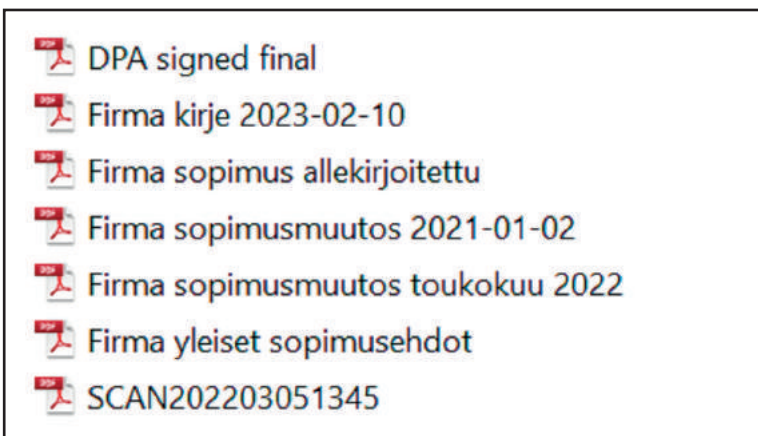 DPA signed final
Firma kirje 2023-02-10
Firma sopimus allekirjoitettu
Firma sopimusmuutos 2021-01-02
Firma sopimusmuutos toukokuu 2022
Firma yleiset sopimusehdot
SCAN202203051345